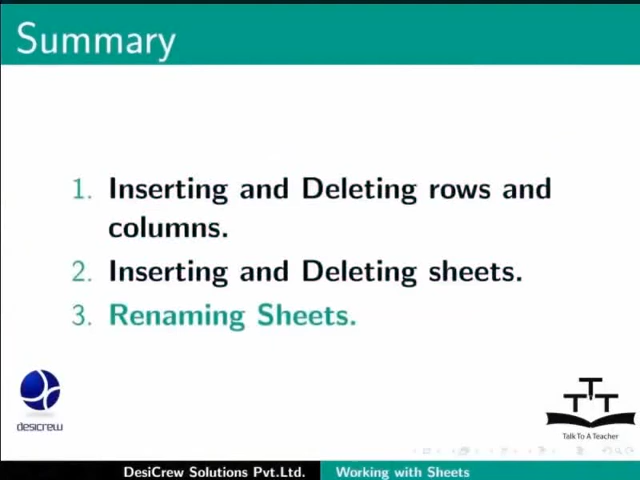 Summary
1. Inserting and Deleting rows and
columns.
2. Inserting and Deleting sheets.
3. Renaming Sheets.
desicrew
TTT
Talk To A Teacher
DesiCrew Solutions Pvt.Ltd. Working with Sheets